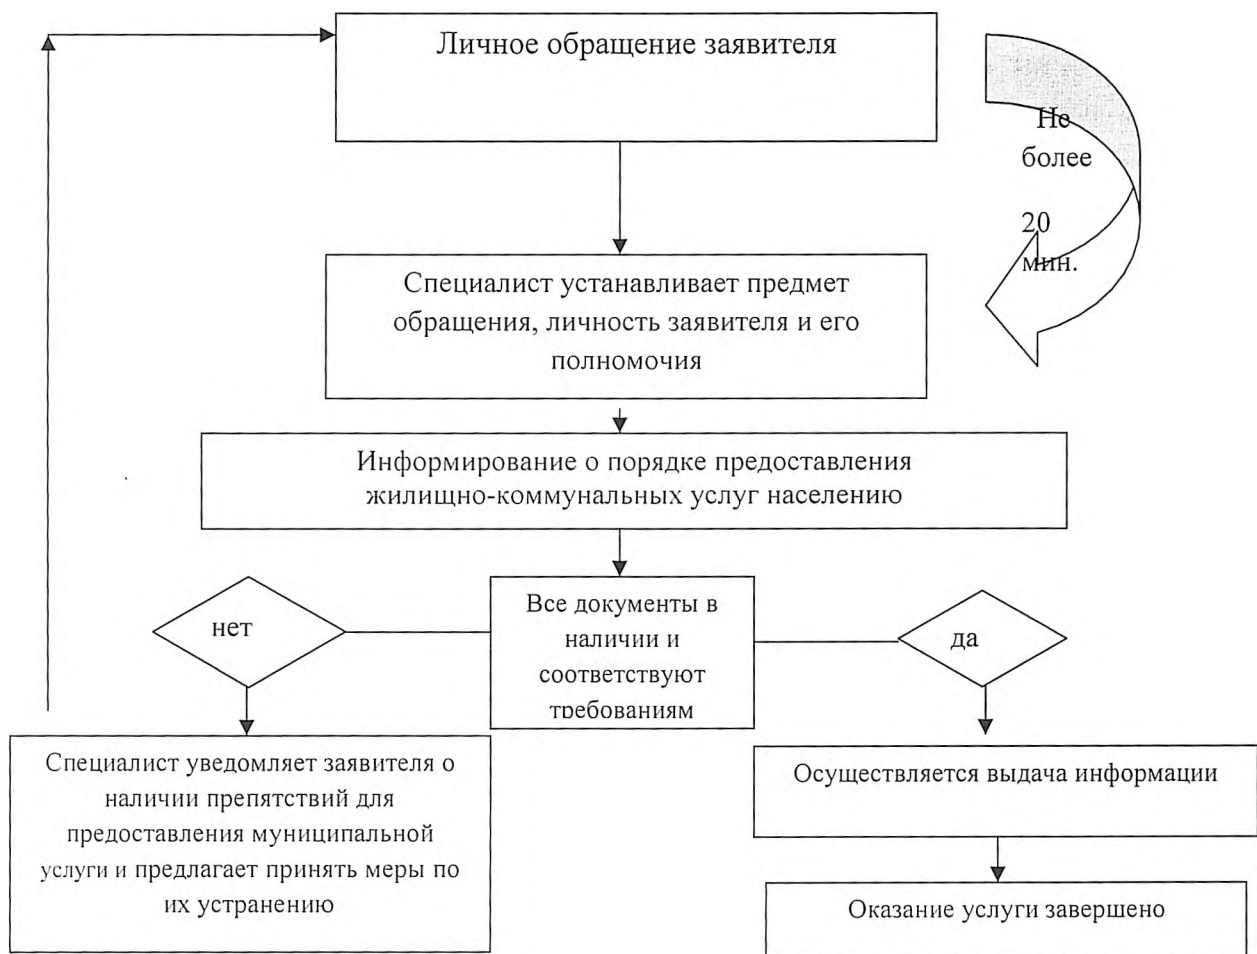 Личное обращение заявителя
Не
более
20
мин.
Специалист устанавливает предмет
обращения, личность заявителя и его
полномочия
Информирование о порядке предоставления
жилищно-коммунальных услуг населению
нет
Все документы в
наличии и
соответствуют
требованиям
да
Специалист уведомляет заявителя о
наличии препятствий для
предоставления муниципальной
услуги и предлагает принять меры по
их устранению
Осуществляется выдача информации
Оказание услуги завершено